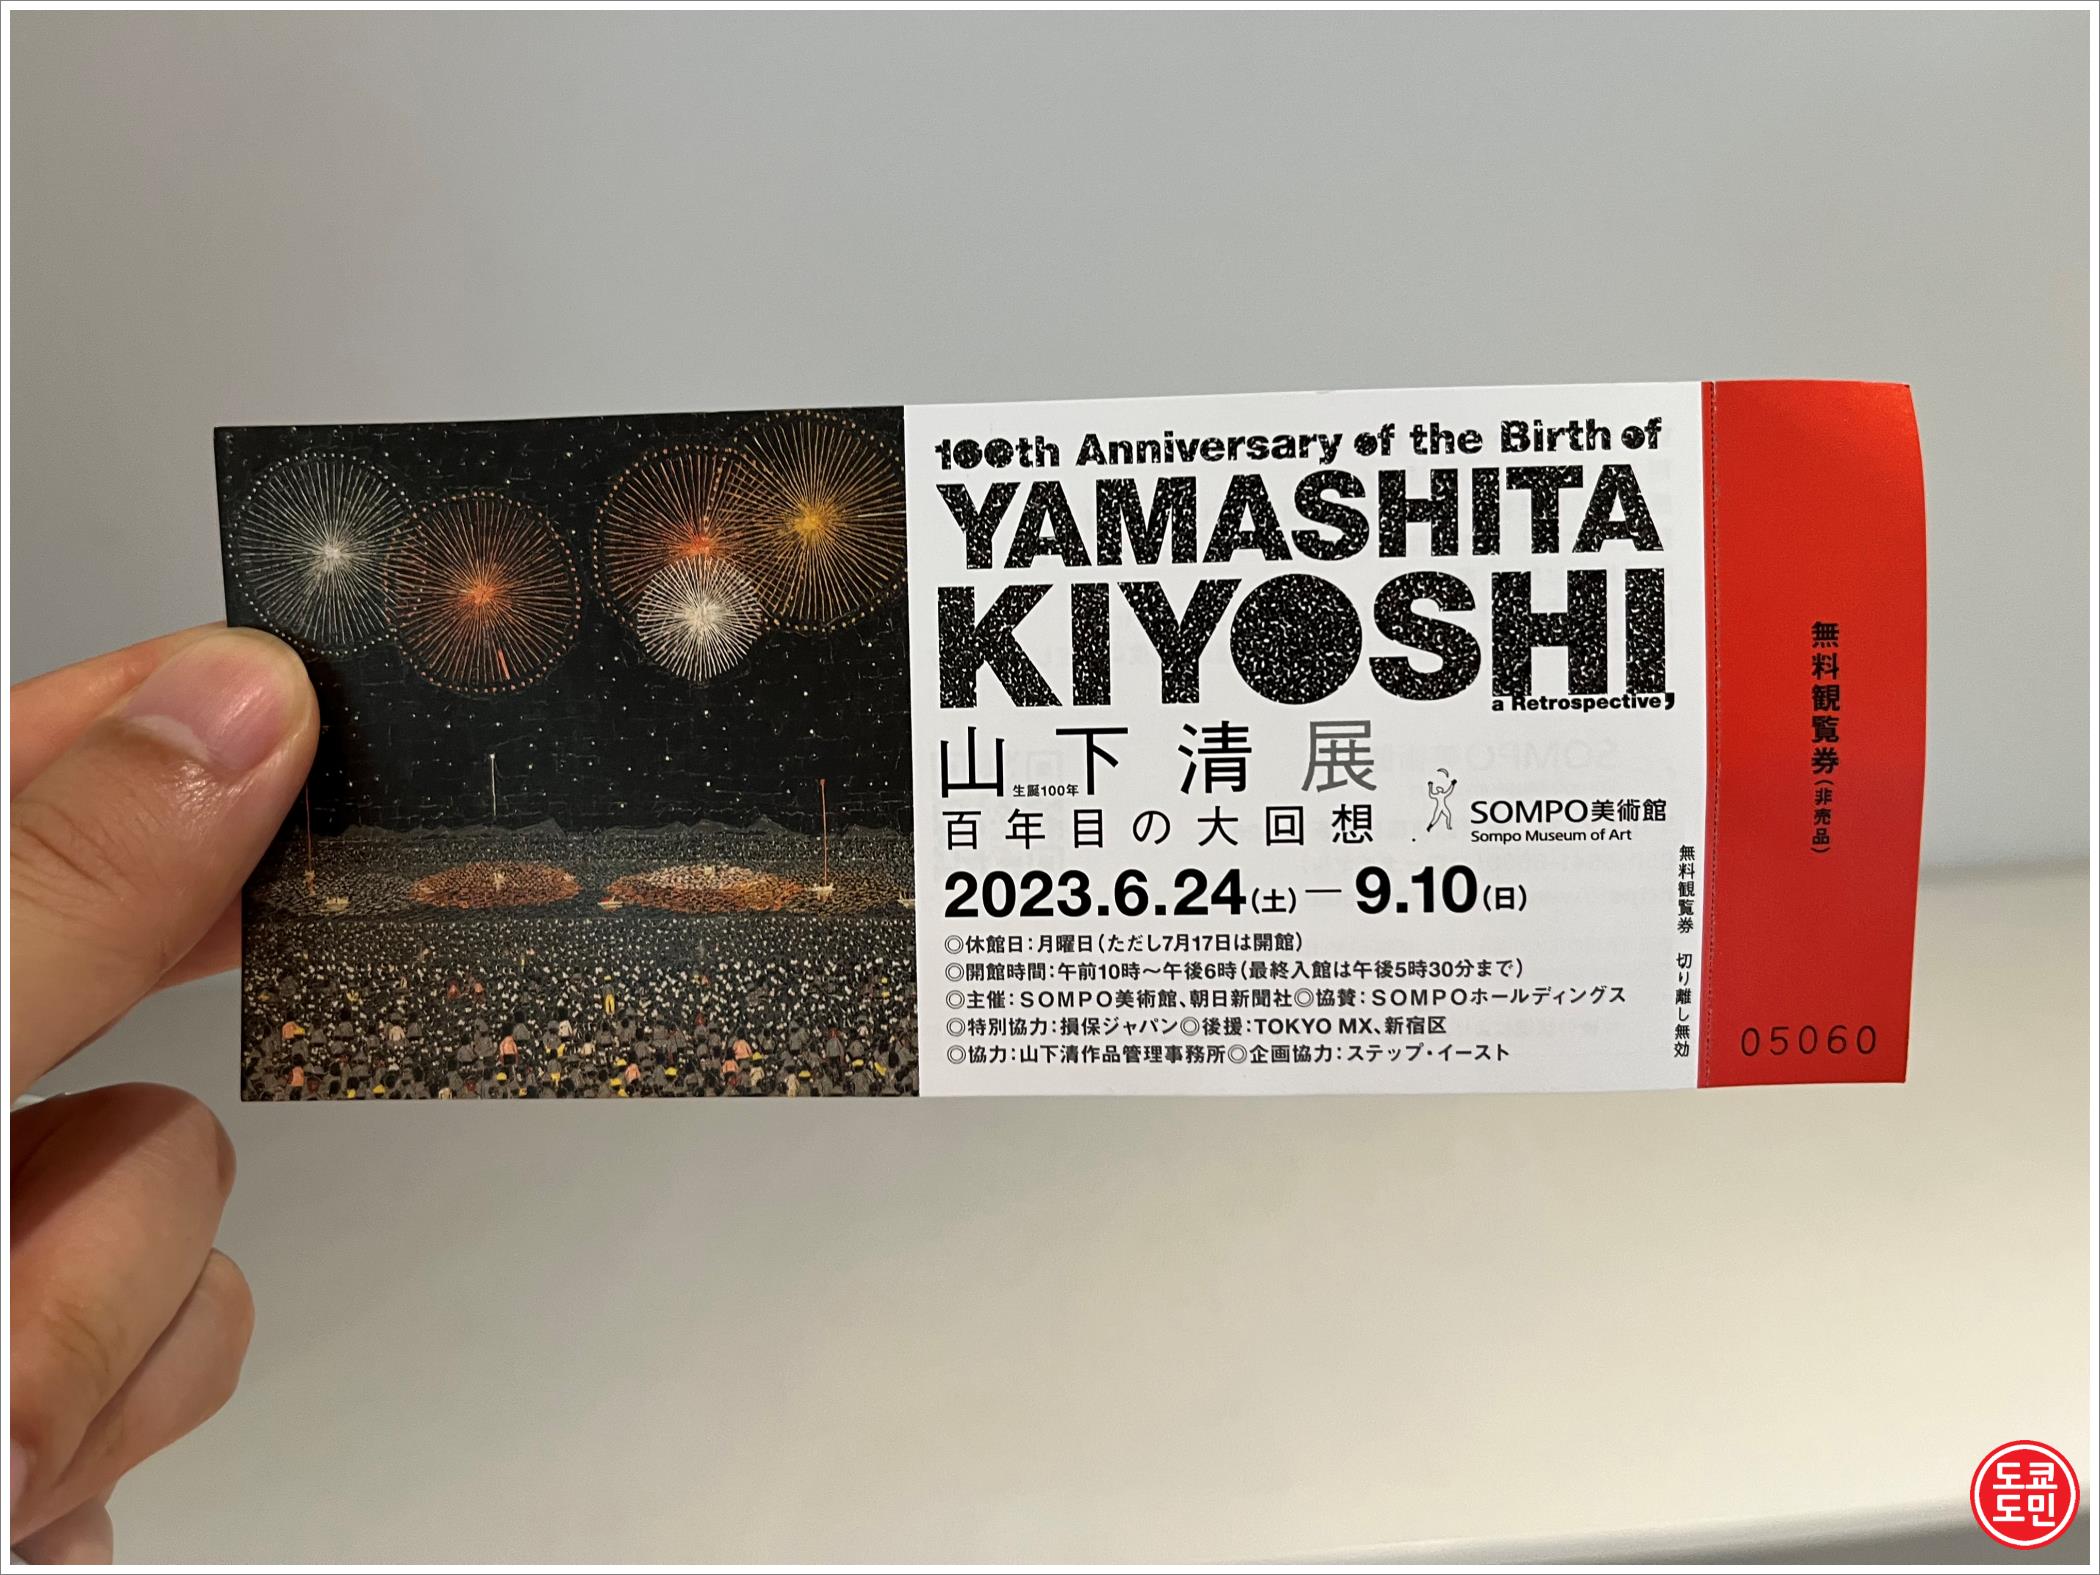 100th Anniversary of the Birth of
YAMASHITA
KIYOSHI
a Retrospective,
山下清展
生誕100年
百年目の大回想
SOMPO美術館
Sompo Museum of Art
2023.6.24(土)―9.10(日)
◎休館日:月曜日(ただし7月17日は開館)
◎開館時間:午前10時〜午後6時(最終入館は午後5時30分まで)
◎主催:SOMPO美術館、朝日新聞社◎協賛:SOMPOホールディングス
◎特別協力:損保ジャパン◎後援:TOKYO MX、新宿区
◎協力:山下清作品管理事務所◎企画協力:ステップ・イースト
無料観覧券 切り離し無効
無料観覧券(非売品)
05060
도쿄
도민